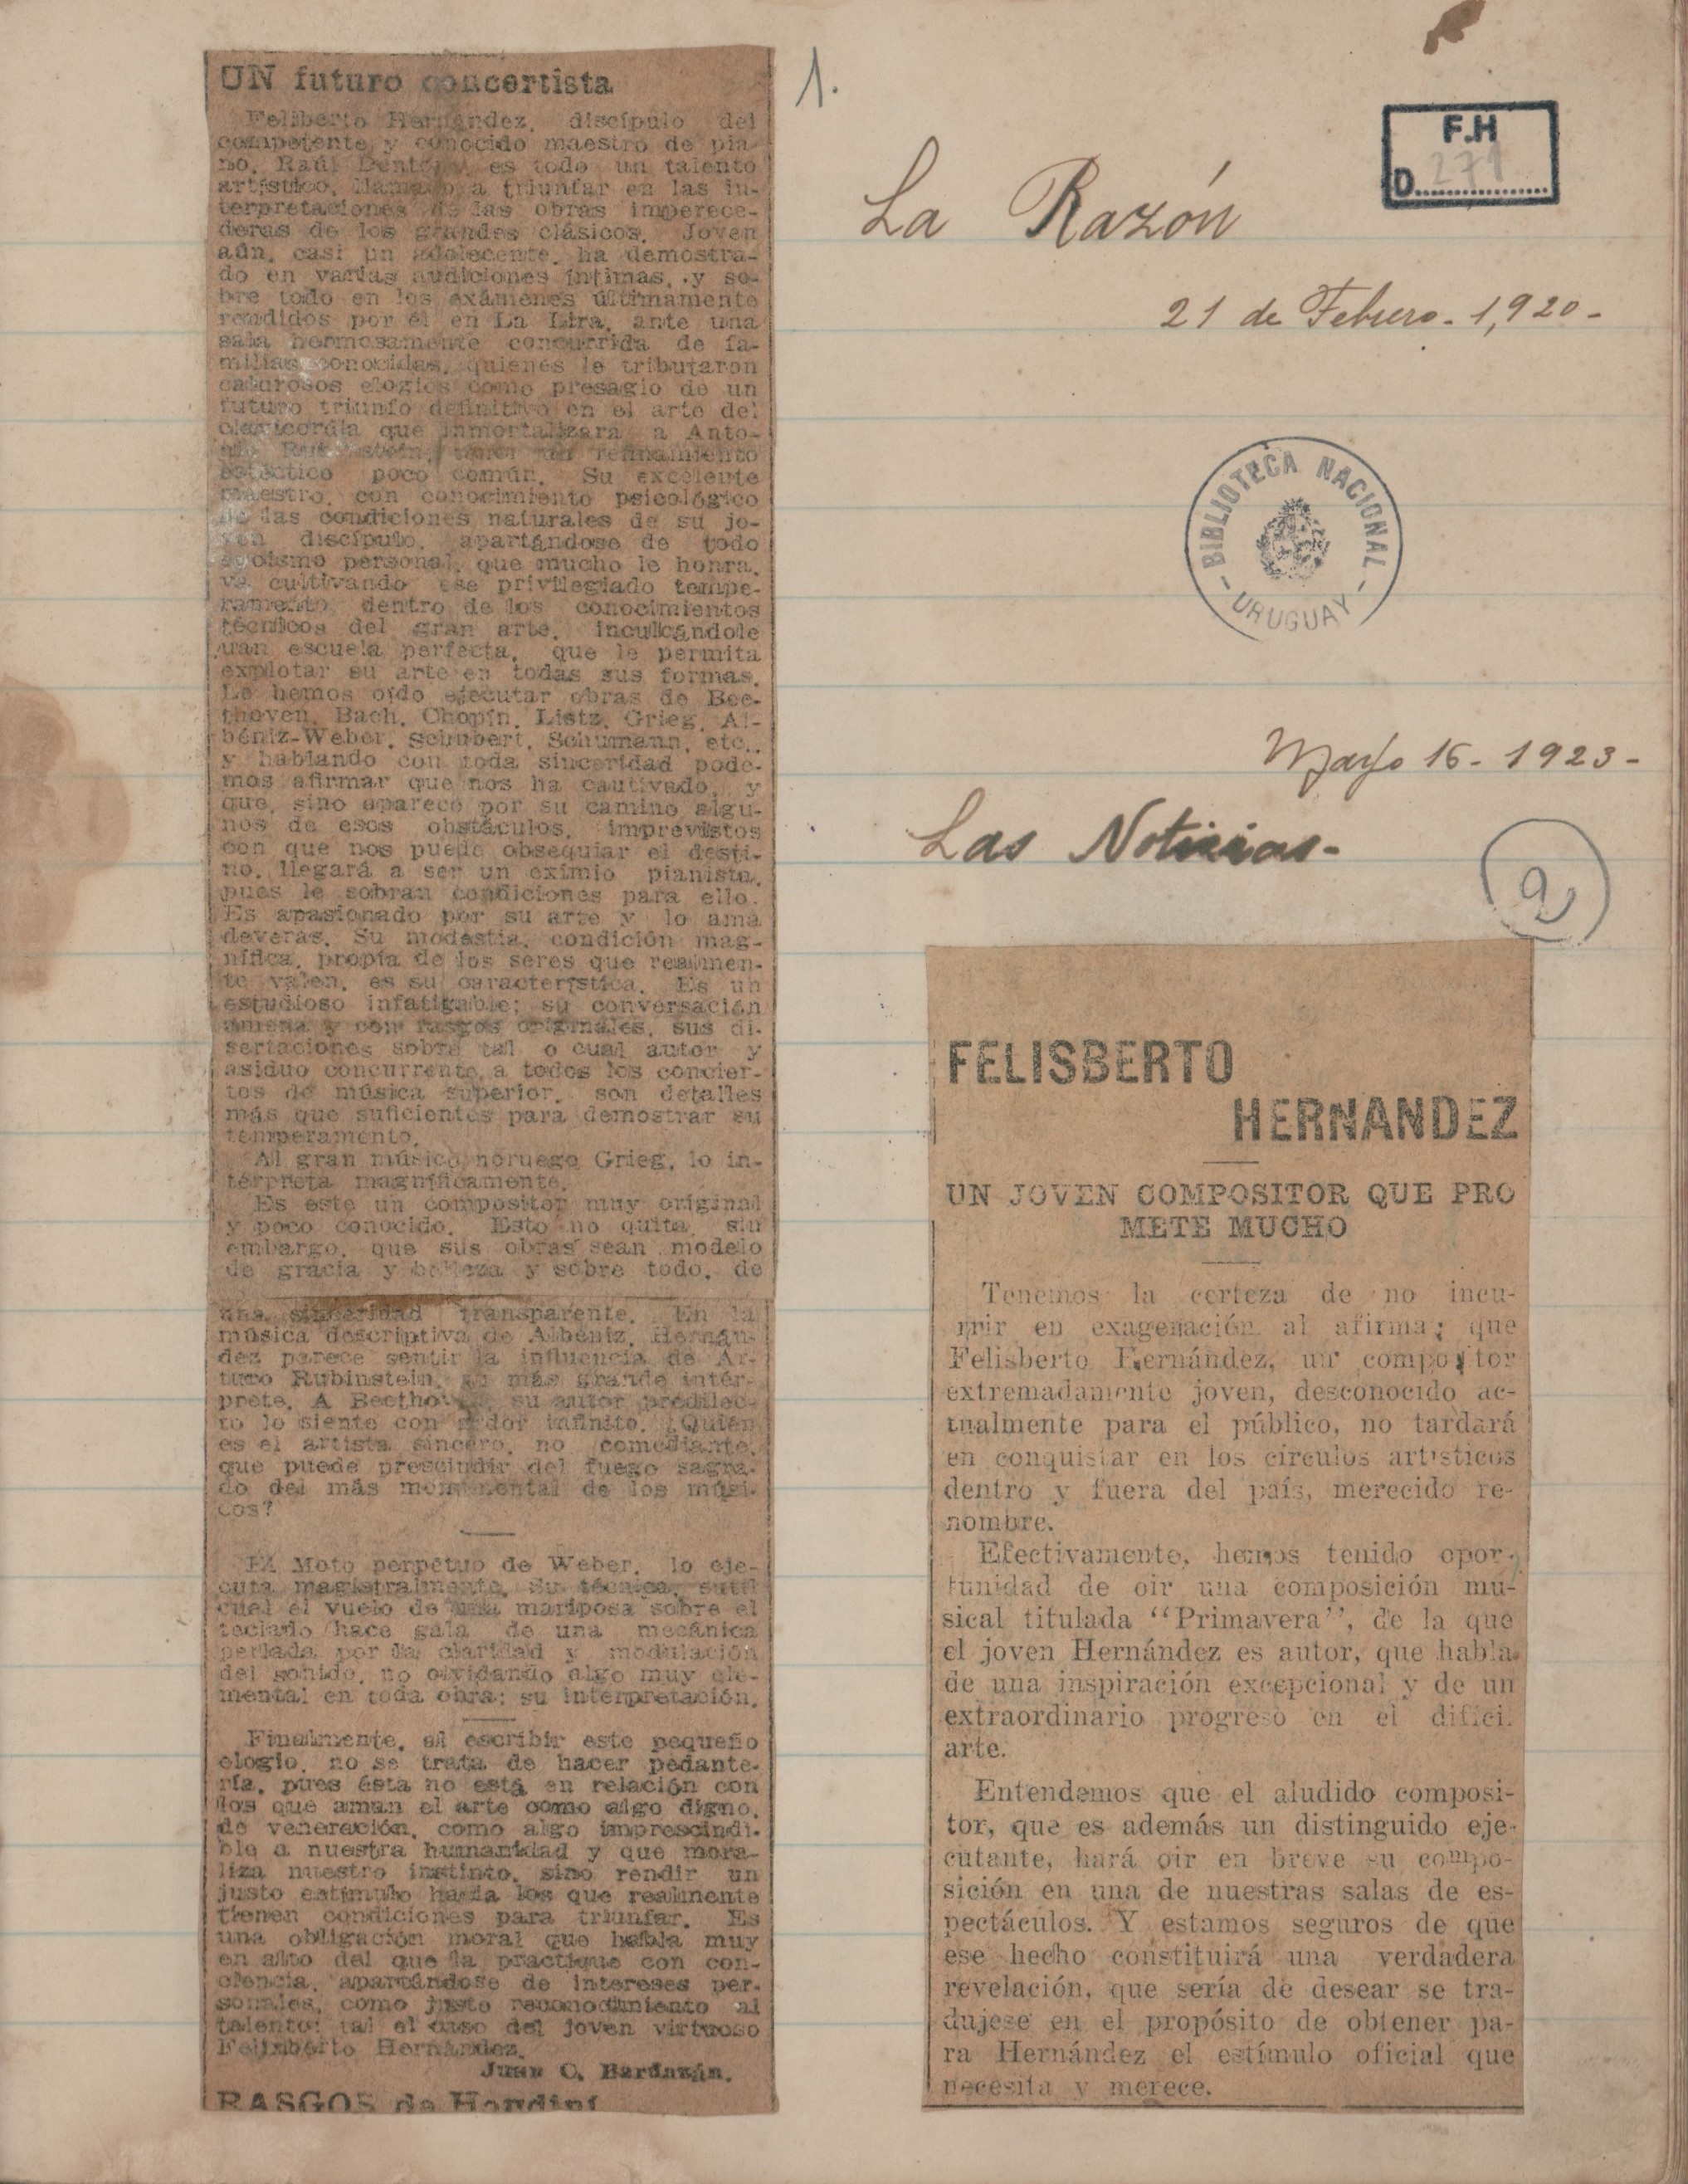 UN futuro concertista
Feliberto Hernández, discípulo del
competente y conocido maestro de pia-
no, Raúl es todo un talento
artístico, llamado a triunfar en las in-
terpretaciones de las obras imperece-
deras de los grandes clásicos. Joven
aún, casi un adolecente, ha demostra-
do en varias audiciones íntimas, y so-
bre todo en los exámenes últimamente
rendidos por él en La Lira, ante una
sala hermosamente concurrida de fa-
milias conocidas, quienes le tributaron
calurosos elogios como presagio de un
futuro triunfo definitivo en el arte del
clavicordia que inmortalizara a Anto-
refinamiento
ecléctico poco común. Su excelente
maestro, con conocimiento psicológico
de las condiciones naturales de su jo-
ven discípulo, apartándose de todo
egoismo personal, que mucho le honra,
va cultivando ese privilegiado tempe-
ramento dentro de los conocimientos
técnicos del gran arte, inculcándole
uan escuela perfecta, que le permita
explotar su arte en todas sus formas.
Le hemos oído ejecutar obras de Bee-
thoven, Bach, Chopín, Listz, Grieg, Al-
béniz-Weber, Schubert, Schumann, etc.,
y hablando con toda sinceridad pode-
mos afirmar que nos ha cautivado, y
que, sino aparece por su camino algu-
nos de esos obstáculos, imprevistos
con que nos puede obsequiar el desti-
no, llegará a ser un eximio pianista,
pues le sobran condiciones para ello.
Es apasionado por su arte y lo ama
deveras. Su modestia, condición mag-
nífica, propia de los seres que realmen-
te valen, es su característica. Es un
estudioso infatigable; su conversación
amena y con rasgos originales, sus di-
sertaciones sobre tal o cual autor y
asiduo concurrente a todos los concier-
tos de música superior, son detalles
más que suficientes para demostrar su
temperamento.
Al gran músico noruego Grieg, lo in-
terpreta magníficamente.
Es este un compositor muy original
y poco conocido. Esto no quita, sin
embargo, que sus obras sean modelo
de gracia y belleza y sobre todo, de
una sinceridad transparente. En la
música descriptiva de Albéniz, Hernán-
dez parece sentir la influencia de Ar-
turo Rubinstein, su más grande intér-
prete. A Beethoven, su autor predilec-
to lo siente con ardor infinito. ¿Quién
es el artista sincero, no comediante,
que puede prescindir del fuego sagra-
do del más monumental de los músi-
cos?
El Moto perpétuo de Weber, lo eje-
cuta magistralmente. Su técnica, sutil
cual el vuelo de una mariposa sobre el
teclado hace gala de una mecánica
perlada por la claridad y modulación
del sonido, no olvidando algo muy ele-
mental en toda obra; su interpretación.
Finalmente, al escribir este pequeño
elogio, no se trata de hacer pedante-
ría, pues ésta no está en relación con
los que aman el arte como algo digno,
de veneración, como algo imprescindi-
ble a nuestra humanidad y que mora-
liza nuestro instinto, sino rendir un
justo estímulo hacia los que realmente
tienen condiciones para triunfar. Es
una obligación moral que habla muy
en alto del que la practique con con-
ciencia, apartándose de intereses per-
sonales, como justo reconocimiento al
talento: tal el caso del joven virtuoso
Felixberto Hernández.
Juan C.
RASGOS de
1.
F.H
D. 271
La Razón
21 de Febrero - 1,920 -
- BIBLIOTECA NACIONAL -
URUGUAY
Mayo 16 - 1923 -
Las Noticias -
2
FELISBERTO
HERNANDEZ
UN JOVEN COMPOSITOR QUE PRO
METE MUCHO
Tenemos la certeza de no incu-
rrir en exageración al afirmar que
Felisberto Hernández, un compositor
extremadamente joven, desconocido ac-
tualmente para el público, no tardará
en conquistar en los círculos artísticos
dentro y fuera del país, merecido re-
nombre.
Efectivamente, hemos tenido opor-
tunidad de oir una composición mu-
sical titulada "Primavera", de la que
el joven Hernández es autor, que habla
de una inspiración excepcional y de un
extraordinario progreso en el difícil
arte.
Entendemos que el aludido composi-
tor, que es además un distinguido eje-
cutante, hará oir en breve su compo-
sición en una de nuestras salas de es-
pectáculos. Y estamos seguros de que
ese hecho constituirá una verdadera
revelación, que sería de desear se tra-
dujese en el propósito de obtener pa-
ra Hernández el estímulo oficial que
necesita y merece.